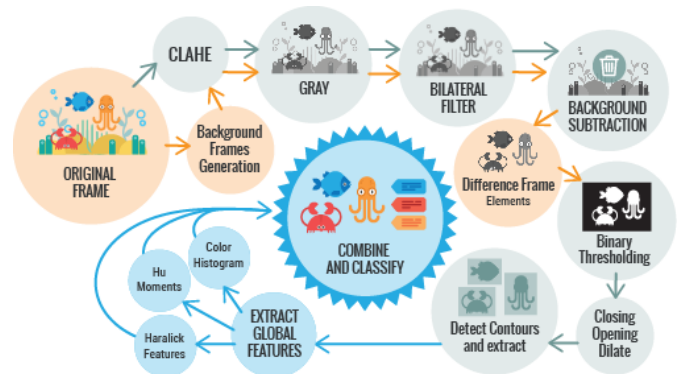 CLAHE
GRAY
BILATERAL
FILTER
BACKGROUND
SUBTRACTION
ORIGINAL
FRAME
Background
Frames
Generation
Difference Frame
Elements
Binary
Thresholding
COMBINE
AND CLASSIFY
Color
Histogram
Hu
Moments
Haralick
Features
EXTRACT
GLOBAL
FEATURES
Detect Contours
and extract
Closing
Opening
Dilate